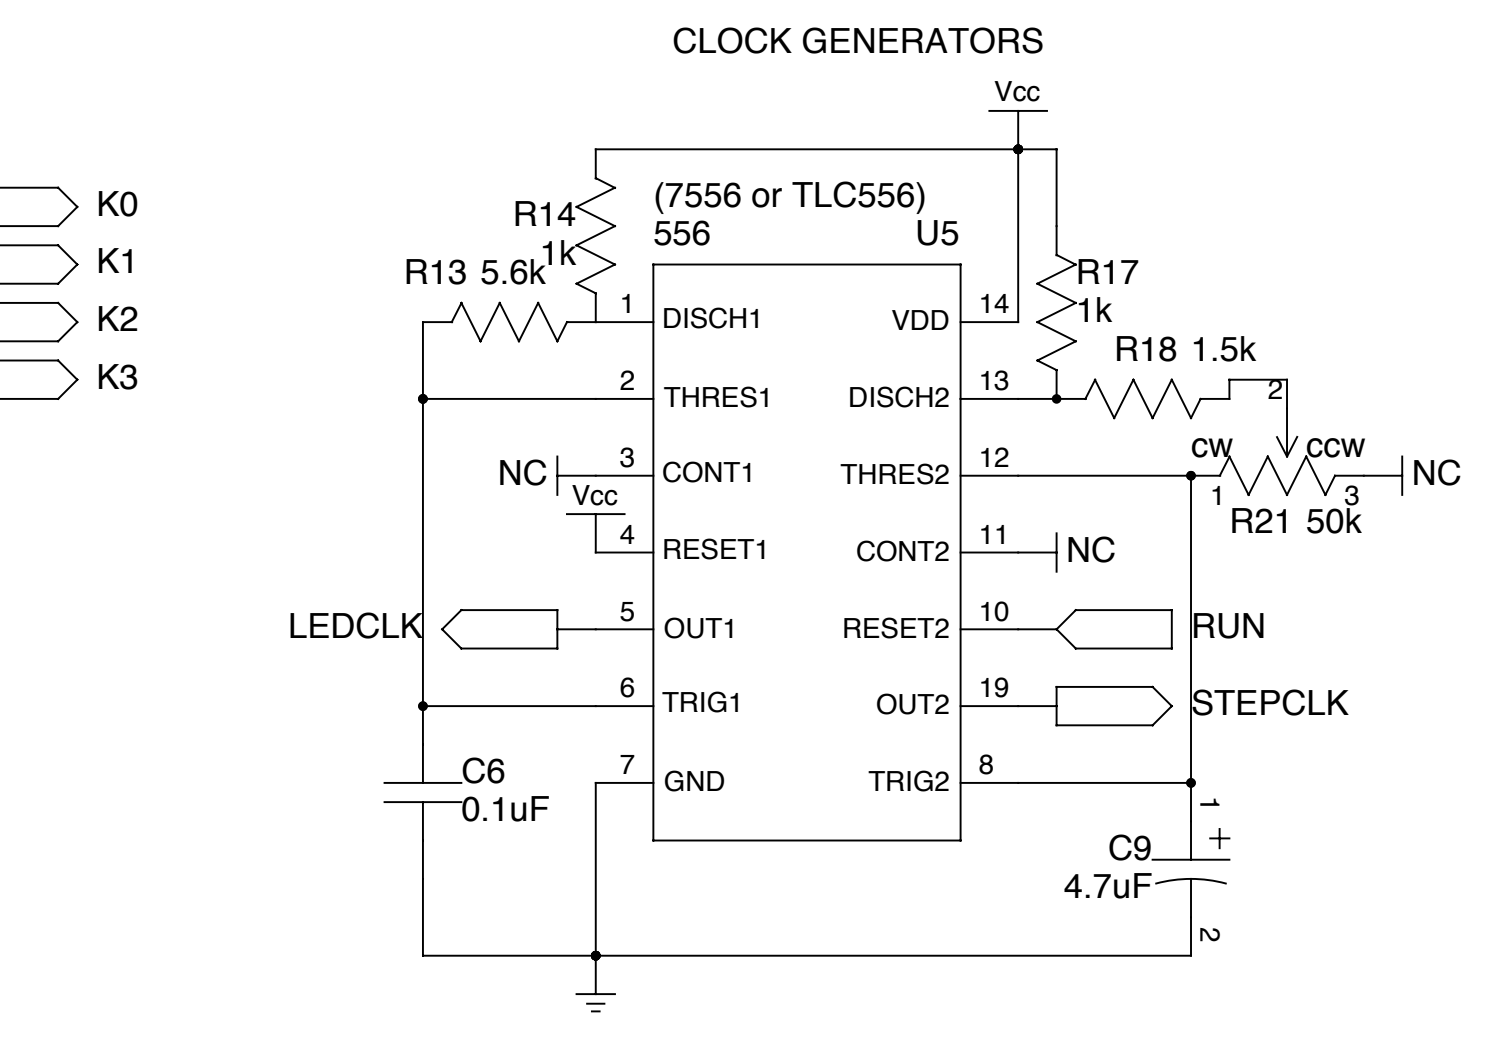 CLOCK GENERATORS
Vcc
K0
K1
K2
K3
(7556 or TLC556)
556 U5
R14
1k
R13 5.6k
R17
1k
R18 1.5k
1 DISCH1
VDD 14
2 THRES1
DISCH2 13
2
cw ccw
NC 3 CONT1
THRES2 12
1 3 NC
R21 50k
Vcc
4 RESET1
CONT2 11 NC
LEDCLK 5 OUT1
RESET2 10 RUN
6 TRIG1
OUT2 19 STEPCLK
7 GND
TRIG2 8
C6
0.1uF
1
+
C9
4.7uF
2